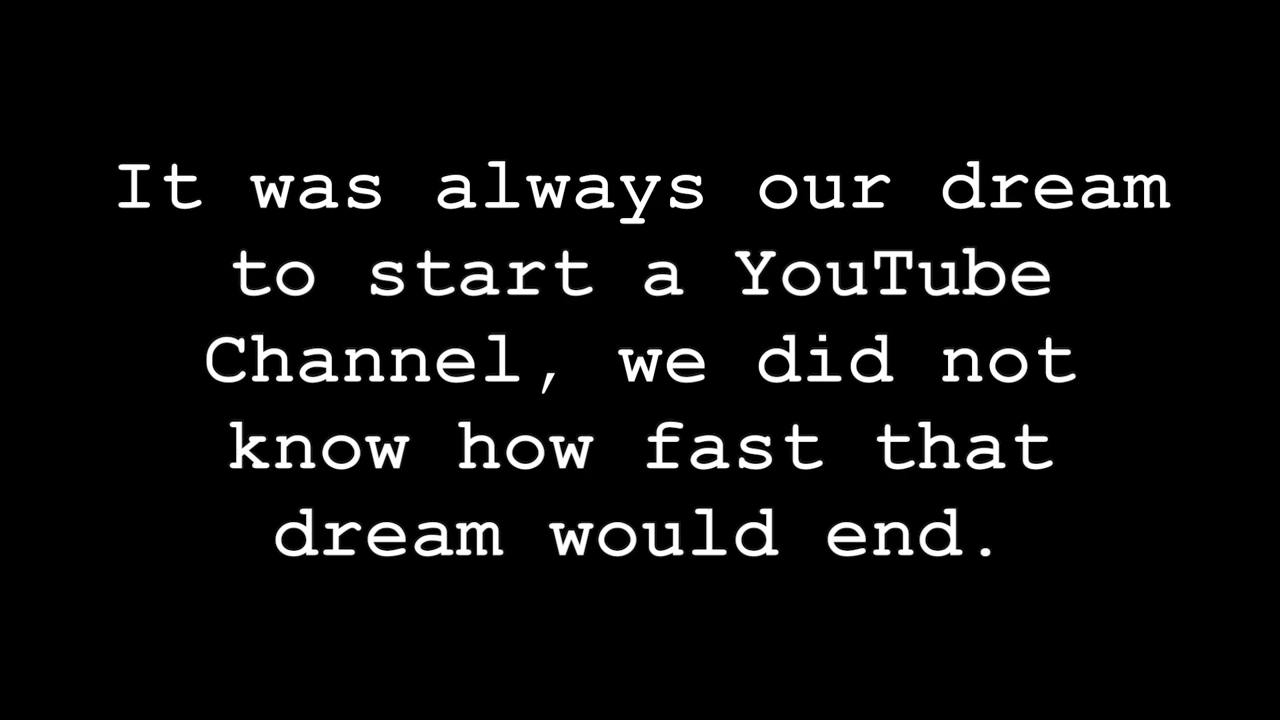 It was always our dream
to start a YouTube
Channel, we did not
know how fast that
dream would end.